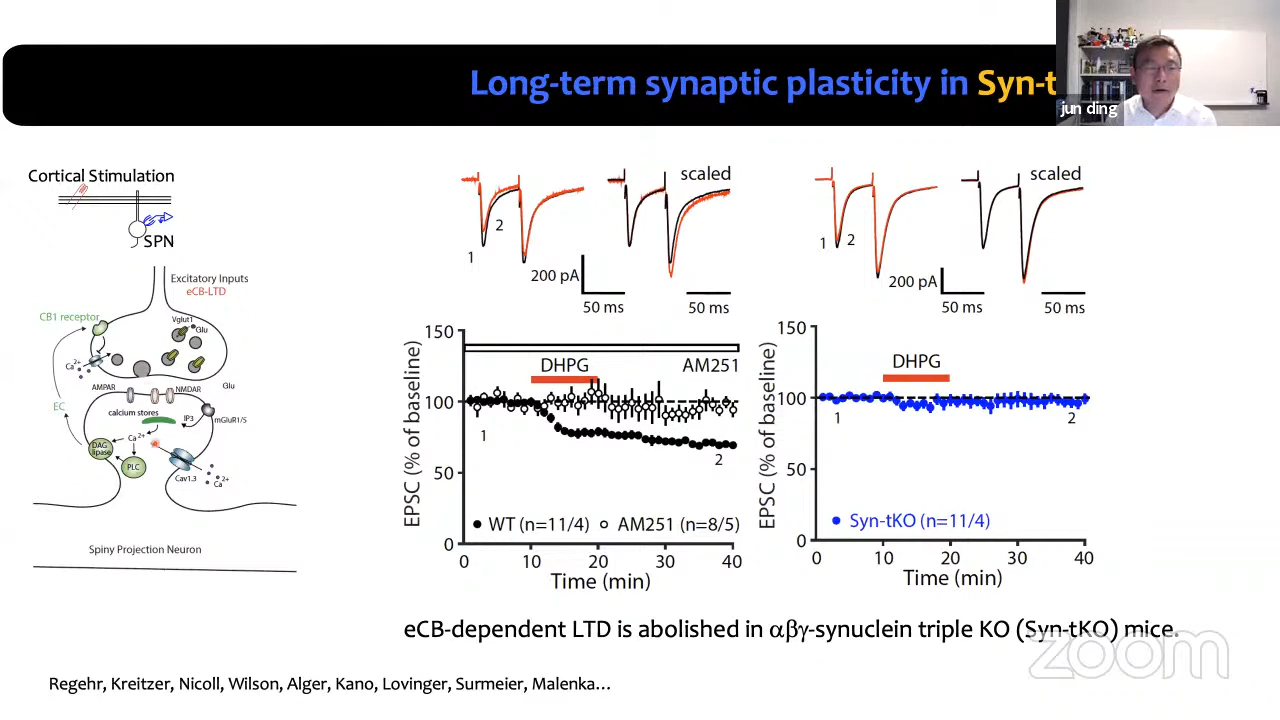 Long-term synaptic plasticity in Syn-t
jun ding
Cortical Stimulation
SPN
Excitatory Inputs
eCB-LTD
CB1 receptor
Vglut1
Glu
Ca2+
AMPAR
NMDAR
Glu
EC
calcium stores
IP3
mGluR1/5
Ca2+
DAG
lipase
PLC
Cav1.3
Ca2+
Spiny Projection Neuron
scaled
2
1
200 pA
50 ms
50 ms
scaled
1
2
200 pA
50 ms
50 ms
EPSC (% of baseline)
150
100
50
0
DHPG
AM251
1
2
WT (n=11/4)
AM251 (n=8/5)
0 10 20 30 40
Time (min)
EPSC (% of baseline)
150
100
50
0
DHPG
1
2
Syn-tKO (n=11/4)
0 10 20 30 40
Time (min)
eCB-dependent LTD is abolished in αβγ-synuclein triple KO (Syn-tKO) mice.
zoom
Regehr, Kreitzer, Nicoll, Wilson, Alger, Kano, Lovinger, Surmeier, Malenka...